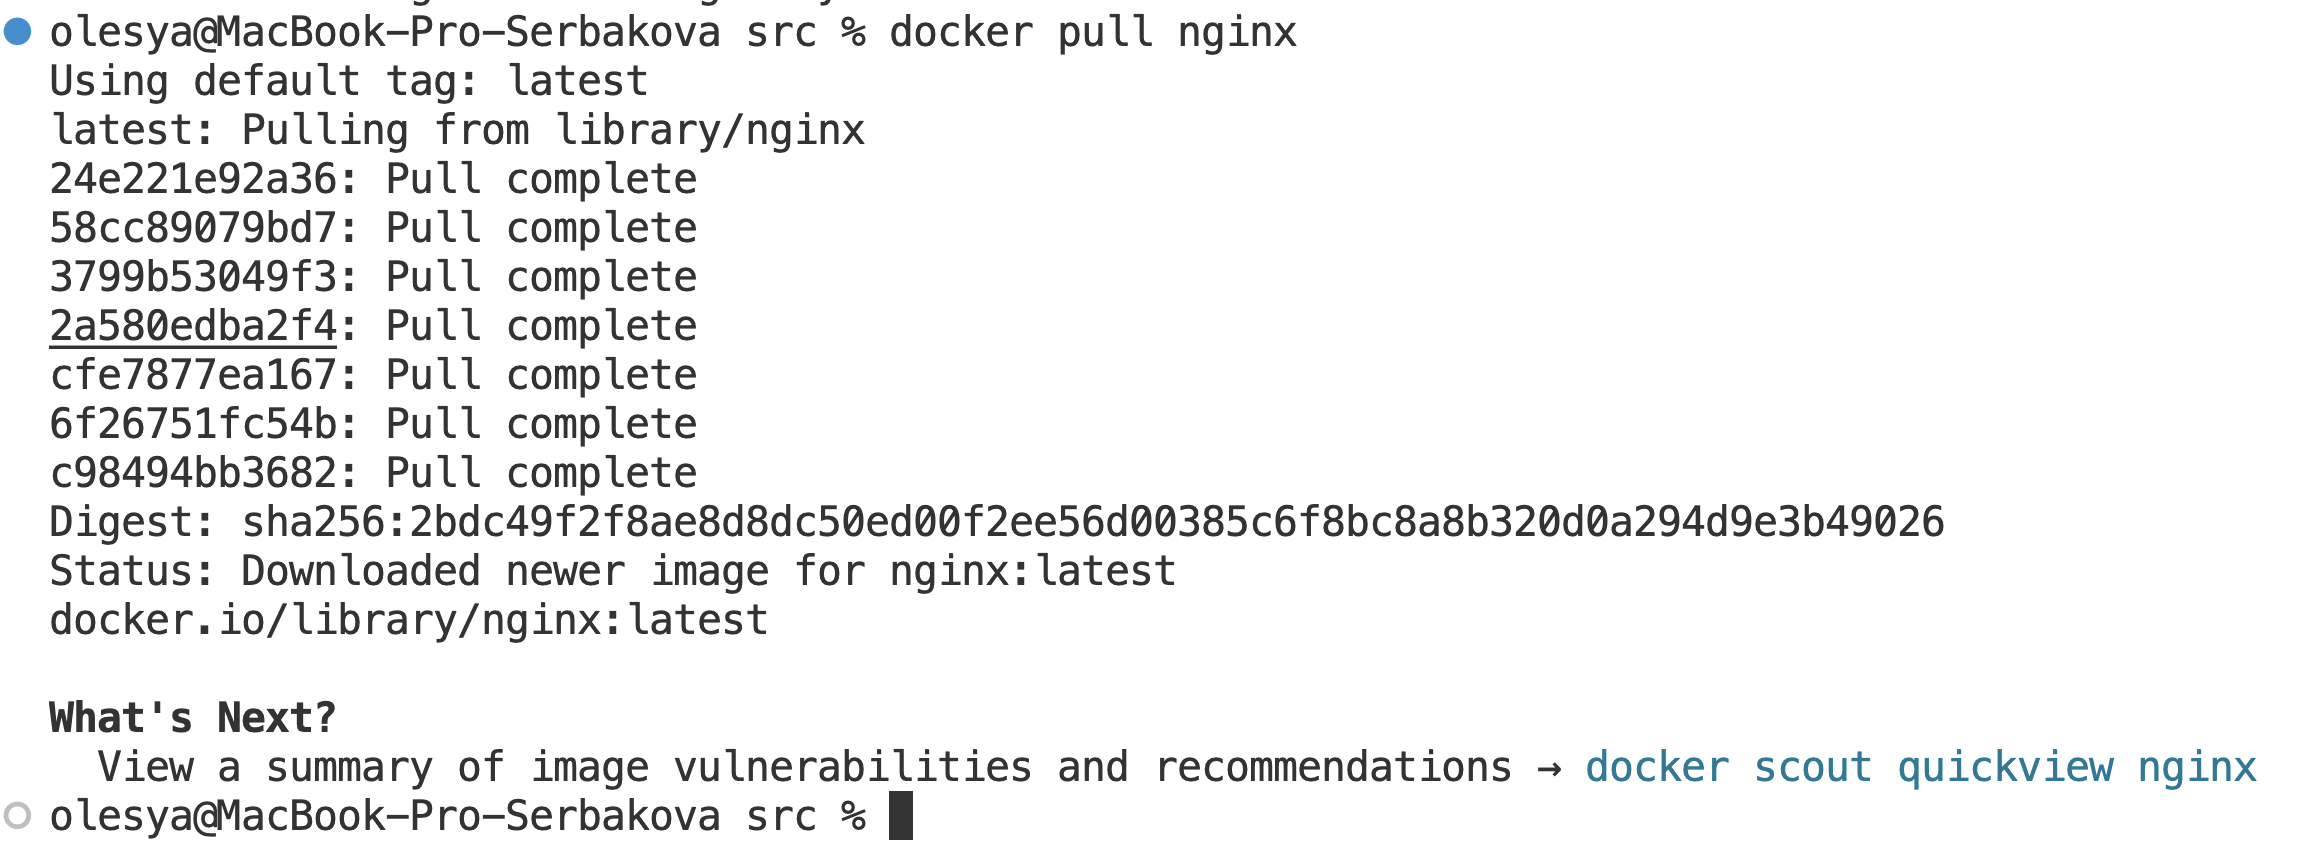 olesya@MacBook-Pro-Serbakova src % docker pull nginx
Using default tag: latest
latest: Pulling from library/nginx
24e221e92a36: Pull complete
58cc89079bd7: Pull complete
3799b53049f3: Pull complete
2a580edba2f4: Pull complete
cfe7877ea167: Pull complete
6f26751fc54b: Pull complete
c98494bb3682: Pull complete
Digest: sha256:2bdc49f2f8ae8d8dc50ed00f2ee56d00385c6f8bc8a8b320d0a294d9e3b49026
Status: Downloaded newer image for nginx:latest
docker.io/library/nginx:latest
What's Next?
View a summary of image vulnerabilities and recommendations → docker scout quickview nginx
olesya@MacBook-Pro-Serbakova src %